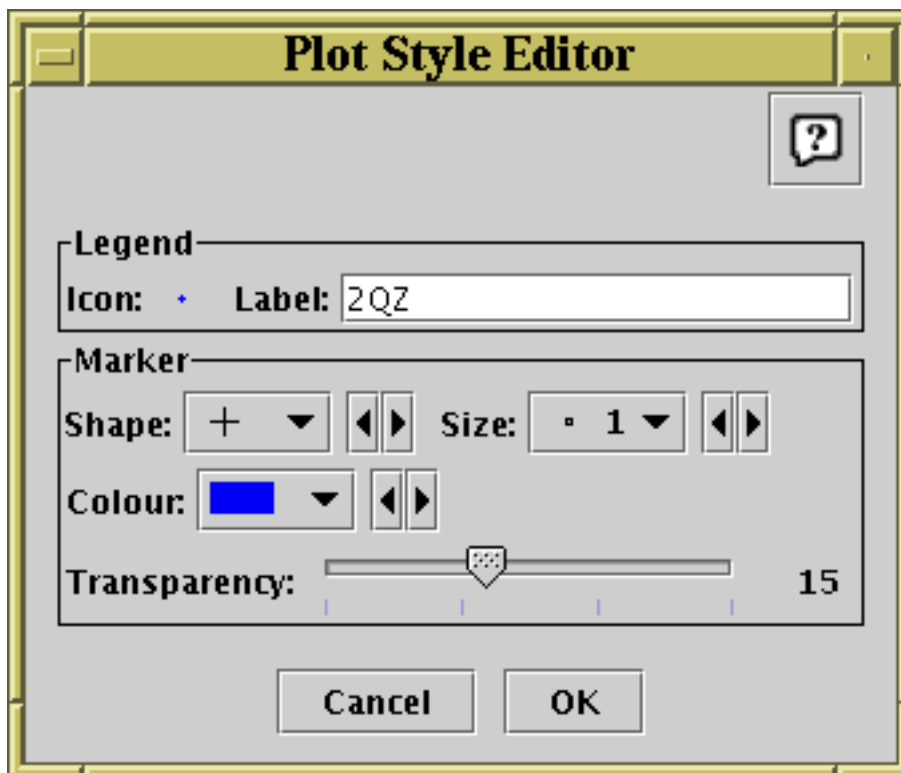 Plot Style Editor
?
Legend
Icon: Label: 2QZ
Marker
Shape: Size: 1
Colour:
Transparency: 15
Cancel OK